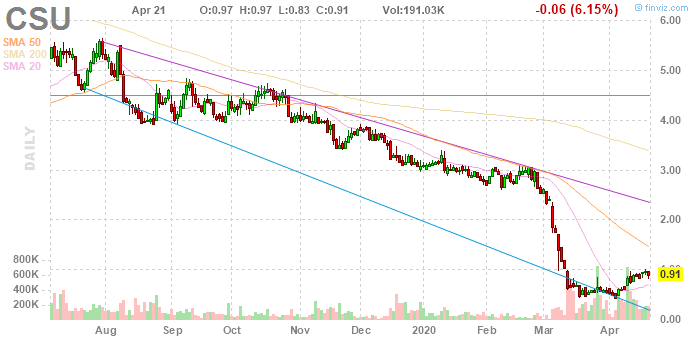 CSU
Apr 21 O:0.97 H:0.97 L:0.83 C:0.91 Vol:191.03K -0.06 (6.15%)
© finviz.com
SMA 50
SMA 200
SMA 20
DAILY
6.00
5.00
4.00
3.00
2.00
1.00
0.91
0.00
800K
600K
400K
200K
Aug Sep Oct Nov Dec 2020 Feb Mar Apr